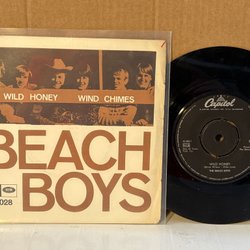 WILD HONEY WIND CHIMES
BEACH
BOYS
028
Capitol
WILD HONEY
THE BEACH BOYS